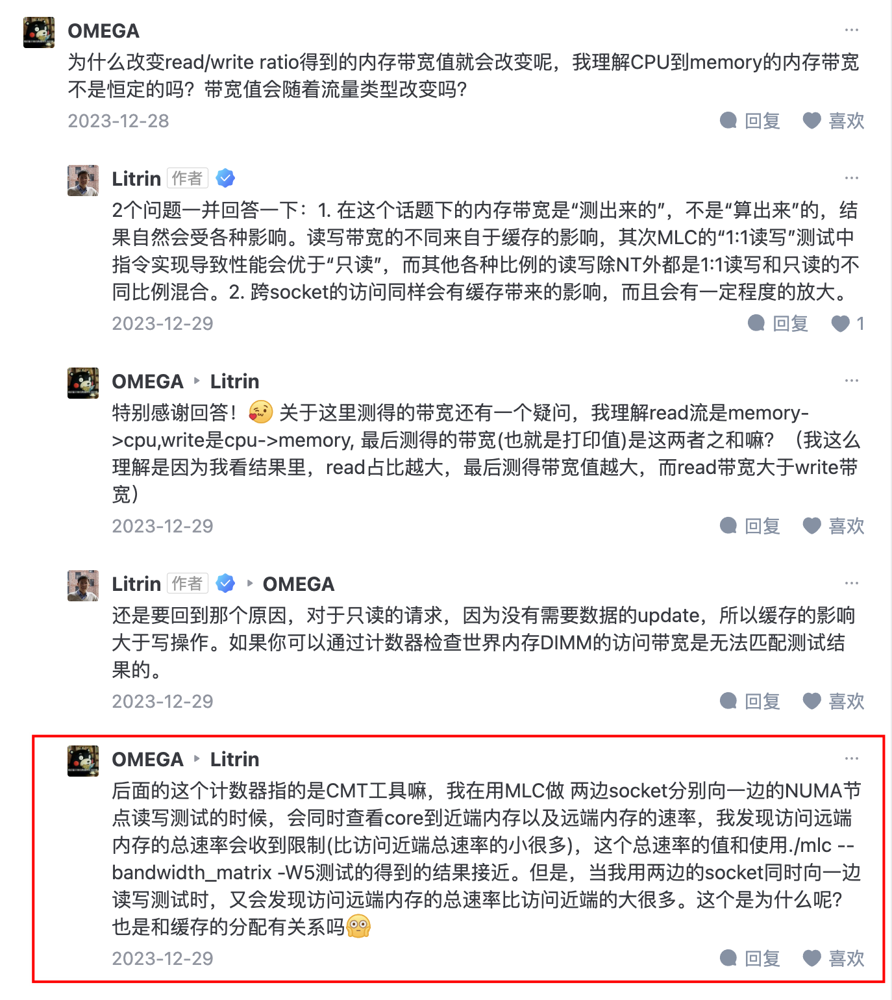 OMEGA
为什么改变read/write ratio得到的内存带宽值就会改变呢，我理解CPU到memory的内存带宽
不是恒定的吗？带宽值会随着流量类型改变吗？
2023-12-28 回复 喜欢
Litrin 作者
2个问题一并回答一下：1. 在这个话题下的内存带宽是“测出来的”，不是“算出来”的，结
果自然会受各种影响。读写带宽的不同来自于缓存的影响，其次MLC的“1:1读写”测试中
指令实现导致性能会优于“只读”，而其他各种比例的读写除NT外都是1:1读写和只读的不
同比例混合。2. 跨socket的访问同样会有缓存带来的影响，而且会有一定程度的放大。
2023-12-29 回复 1
OMEGA Litrin
特别感谢回答！ 关于这里测得的带宽还有一个疑问，我理解read流是memory-
>cpu,write是cpu->memory, 最后测得的带宽(也就是打印值)是这两者之和嘛？（我这么
理解是因为我看结果里，read占比越大，最后测得带宽值越大，而read带宽大于write带
宽）
2023-12-29 回复 喜欢
Litrin 作者 OMEGA
还是要回到那个原因，对于只读的请求，因为没有需要数据的update，所以缓存的影响
大于写操作。如果你可以通过计数器检查世界内存DIMM的访问带宽是无法匹配测试结
果的。
2023-12-29 回复 喜欢
OMEGA Litrin
后面的这个计数器指的是CMT工具嘛，我在用MLC做 两边socket分别向一边的NUMA节
点读写测试的时候，会同时查看core到近端内存以及远端内存的速率，我发现访问远端
内存的总速率会收到限制(比访问近端总速率的小很多)，这个总速率的值和使用./mlc --
bandwidth_matrix -W5测试的得到的结果接近。但是，当我用两边的socket同时向一边
读写测试时，又会发现访问远端内存的总速率比访问近端的大很多。这个是为什么呢？
也是和缓存的分配有关系吗
2023-12-29 回复 喜欢